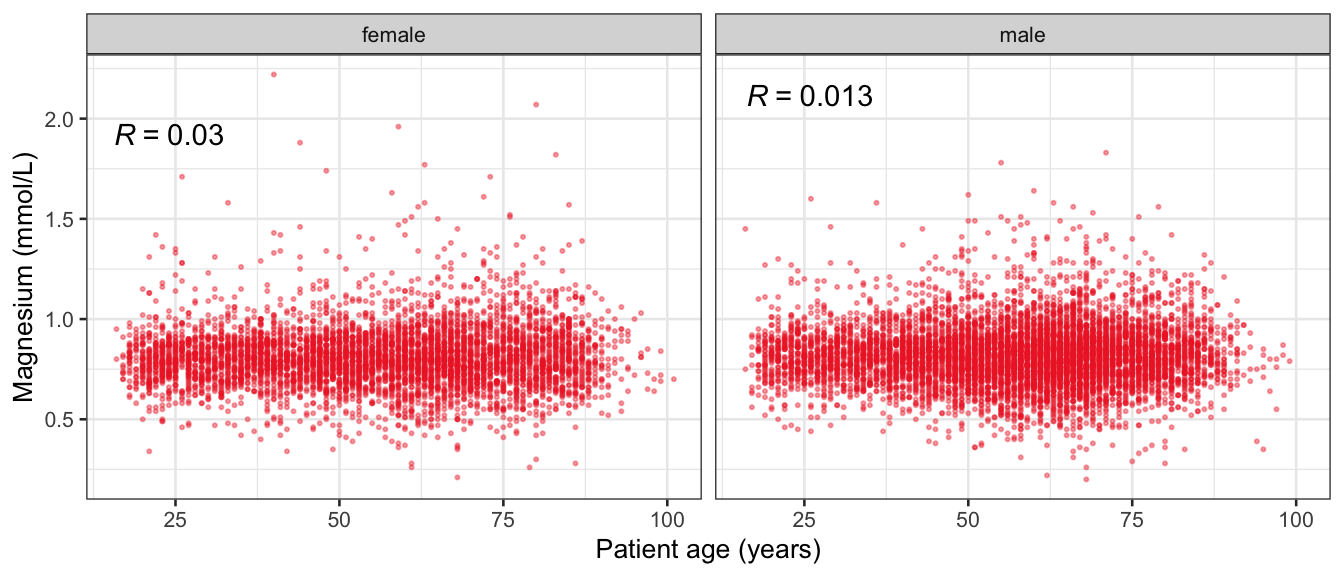 female
male
R = 0.03
R = 0.013
Magnesium (mmol/L)
2.0
1.5
1.0
0.5
25 50 75 100
25 50 75 100
Patient age (years)